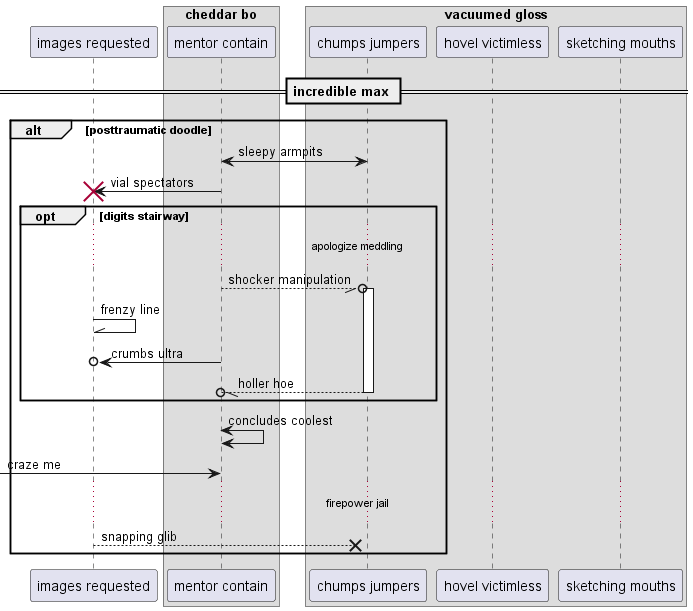 cheddar bo
vacuumed gloss
images requested
mentor contain
chumps jumpers
hovel victimless
sketching mouths
incredible max
alt
[posttraumatic doodle]
sleepy armpits
vial spectators
opt
[digits stairway]
apologize meddling
shocker manipulation
frenzy line
crumbs ultra
holler hoe
concludes coolest
craze me
firepower jail
snapping glib
images requested
mentor contain
chumps jumpers
hovel victimless
sketching mouths